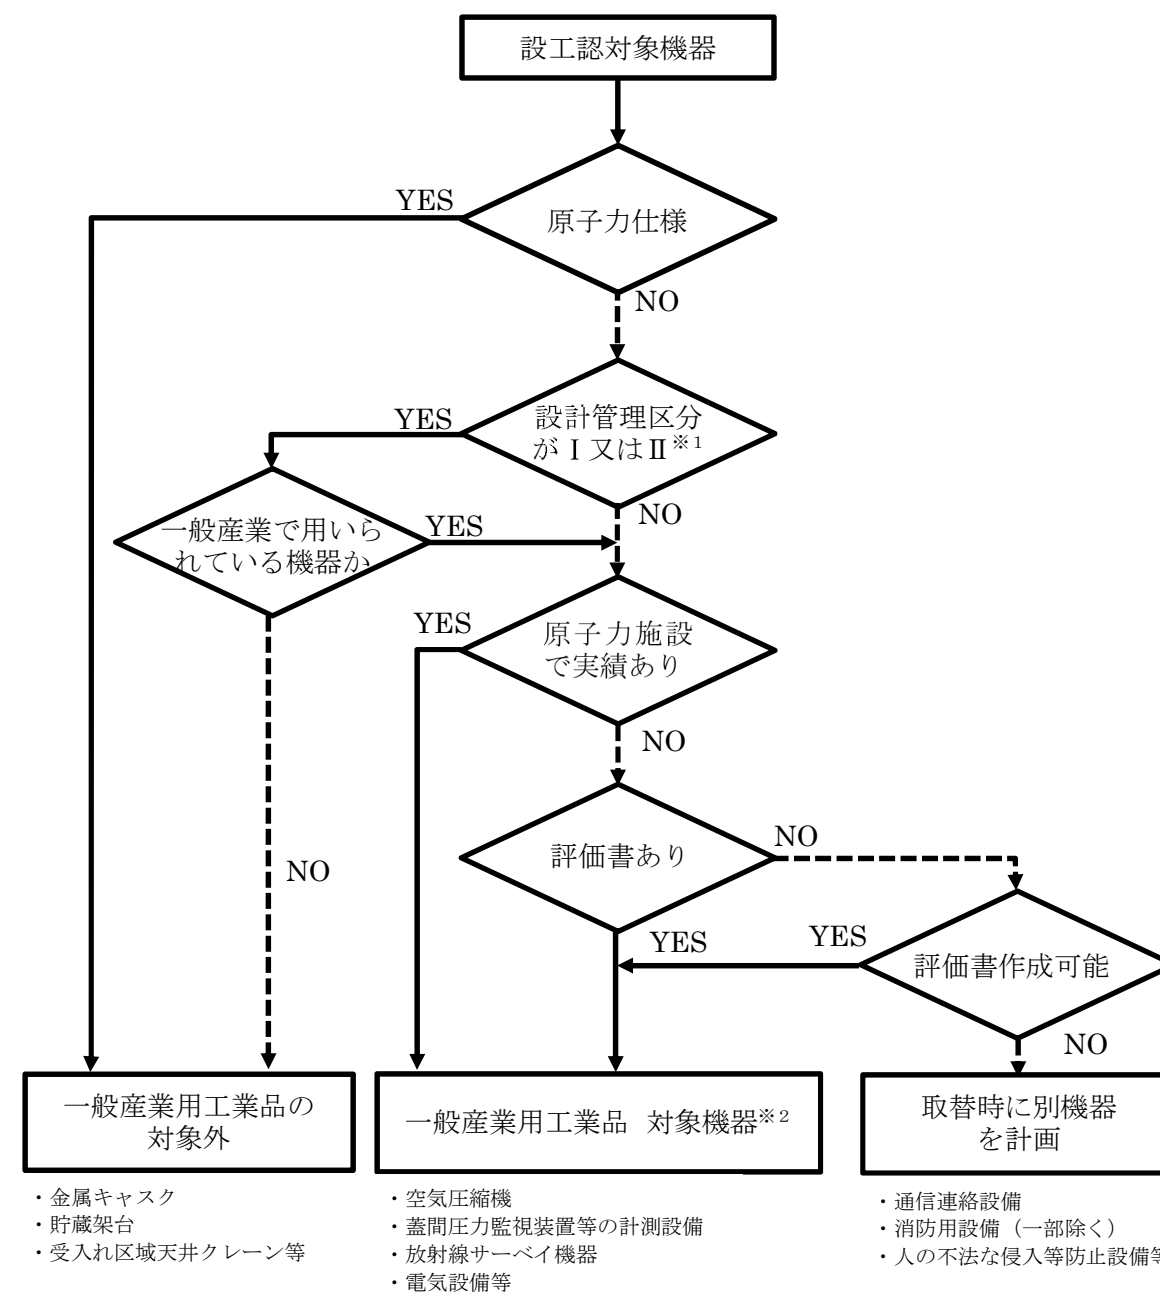 設工認対象機器
YES
原子力仕様
NO
YES
設計管理区分
がⅠ又はⅡ※1
NO
一般産業で用いら
れている機器か
YES
YES
原子力施設
で実績あり
NO
評価書あり
NO
NO
YES
YES
評価書作成可能
NO
一般産業用工業品の
対象外
一般産業用工業品 対象機器※2
取替時に別機器
を計画
・金属キャスク
・貯蔵架台
・受入れ区域天井クレーン等
・空気圧縮機
・蓋間圧力監視装置等の計測設備
・放射線サーベイ機器
・電気設備等
・通信連絡設備
・消防用設備（一部除く）
・人の不法な侵入等防止設備等